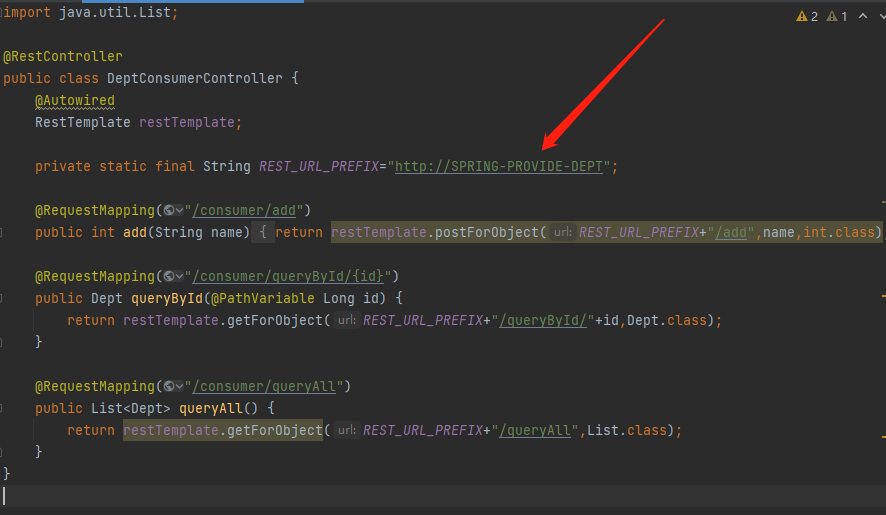 import java.util.List;
2 1
@RestController
public class DeptConsumerController {
@Autowired
RestTemplate restTemplate;
private static final String REST_URL_PREFIX="http://SPRING-PROVIDE-DEPT";
@RequestMapping("/consumer/add")
public int add(String name) { return restTemplate.postForObject( url: REST_URL_PREFIX+"/add",name,int.class)
@RequestMapping("/consumer/queryById/{id}")
public Dept queryById(@PathVariable Long id) {
return restTemplate.getForObject( url: REST_URL_PREFIX+"/queryById/"+id,Dept.class);
}
@RequestMapping("/consumer/queryAll")
public List<Dept> queryAll() {
return restTemplate.getForObject( url: REST_URL_PREFIX+"/queryAll",List.class);
}
}